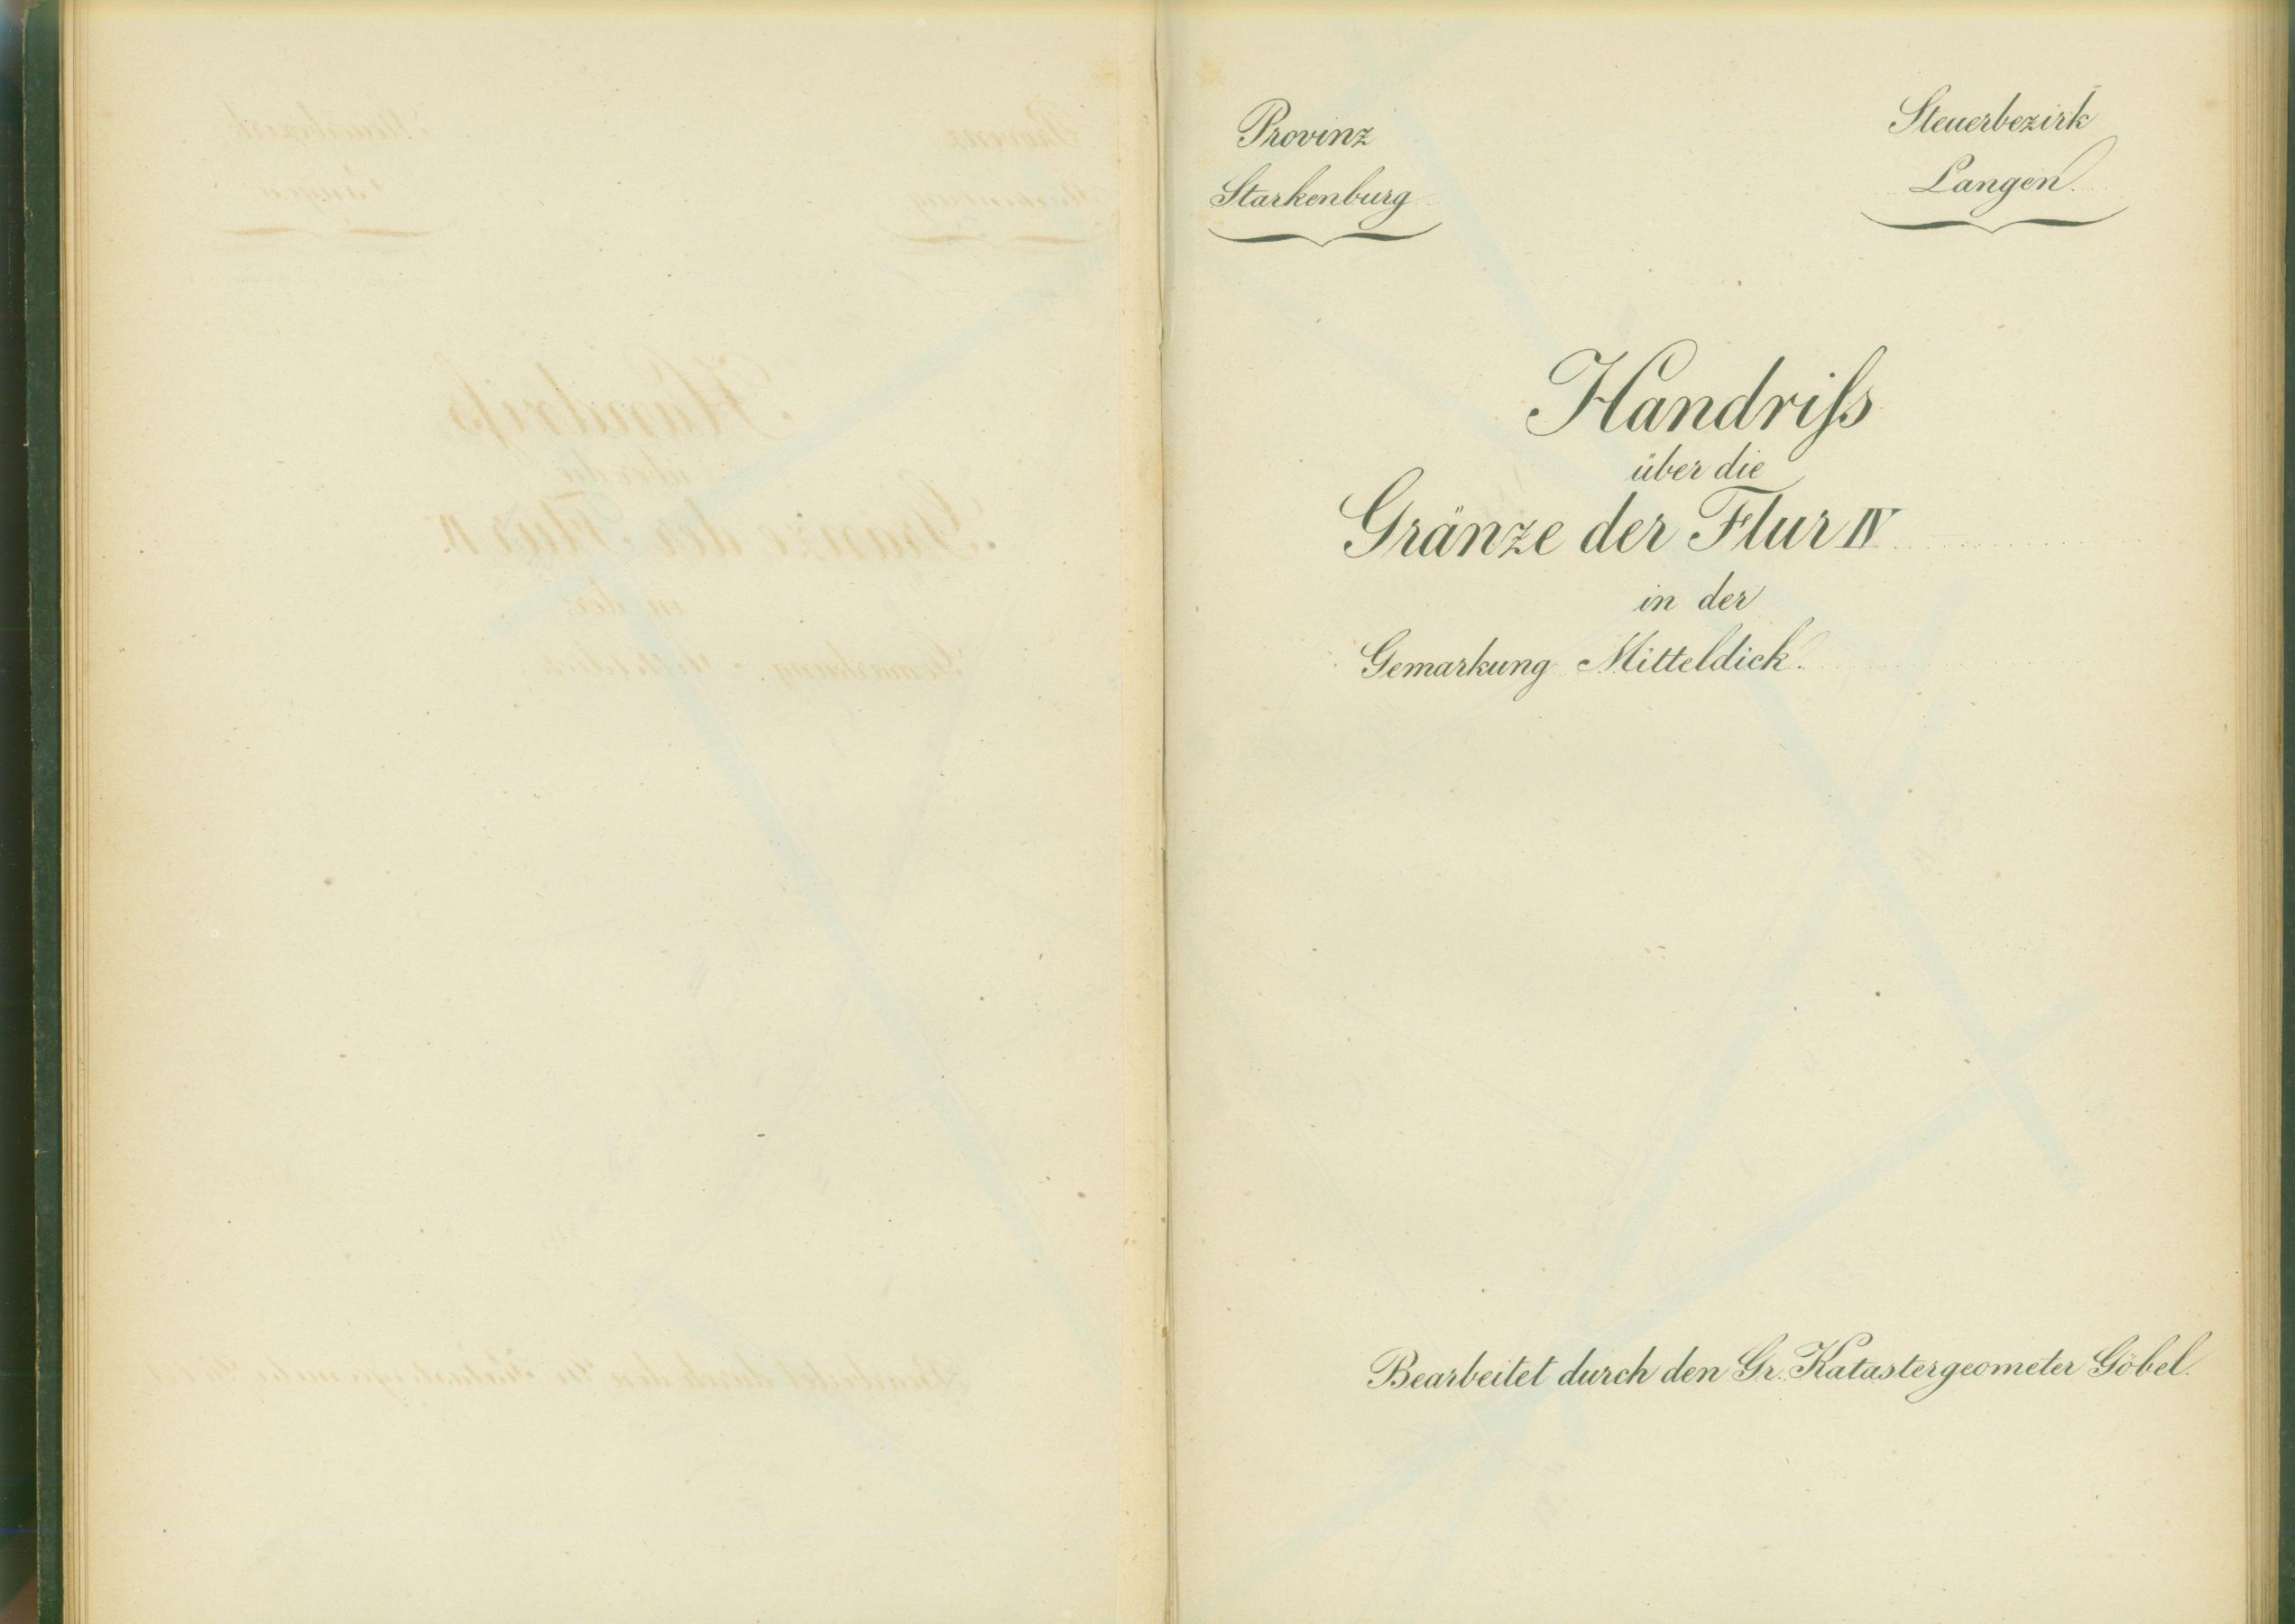 Provinz
Starkenburg
Steuerbezirk
Langen.
Handriſs
über die
Gränze der Flur IV
in der
Gemarkung Mitteldick.
Bearbeitet durch den Gr. Katastergeometer Göbel.